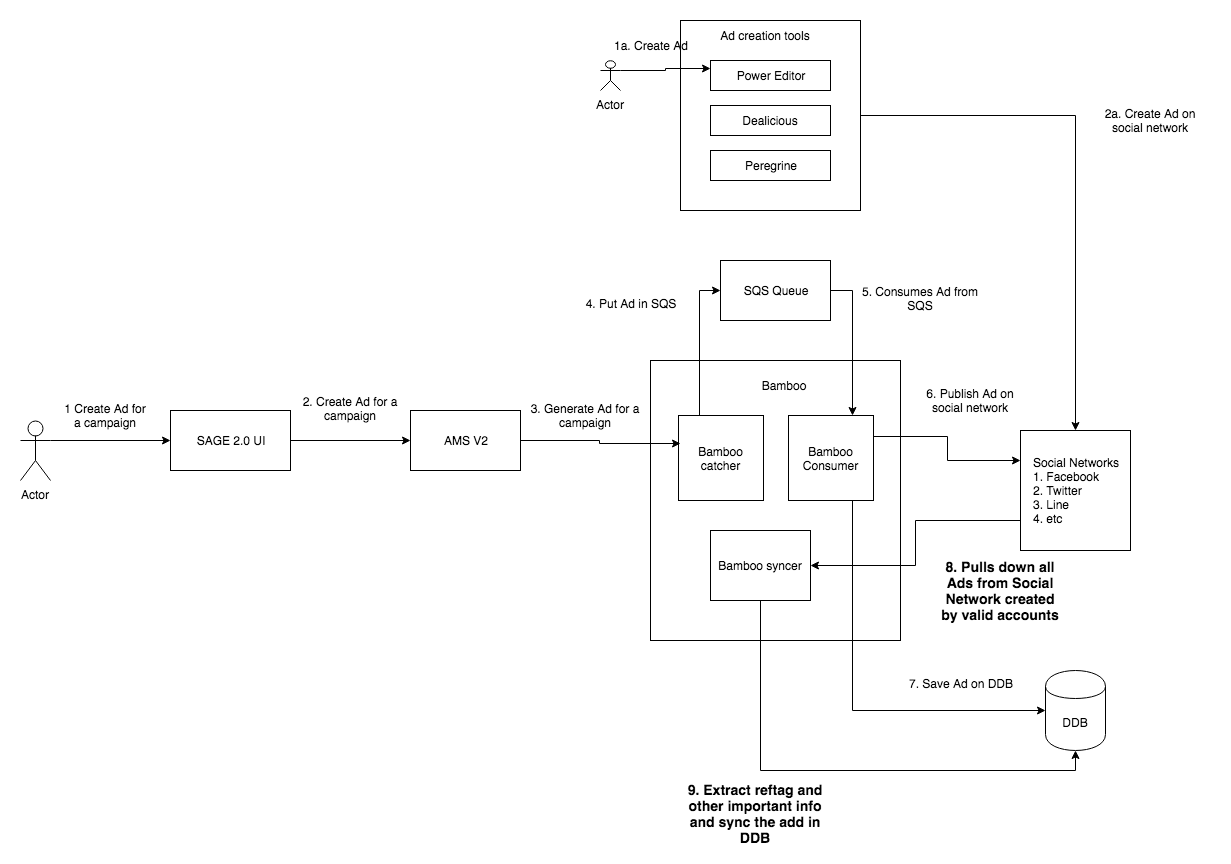 Ad creation tools
1a. Create Ad
Power Editor
Actor
Dealicious
2a. Create Ad on
social network
Peregrine
SQS Queue
4. Put Ad in SQS
5. Consumes Ad from
SQS
Bamboo
1 Create Ad for
a campaign
2. Create Ad for a
campaign
3. Generate Ad for a
campaign
6. Publish Ad on
social network
SAGE 2.0 UI
AMS V2
Bamboo
catcher
Bamboo
Consumer
Social Networks
1. Facebook
2. Twitter
3. Line
4. etc
Actor
Bamboo syncer
8. Pulls down all
Ads from Social
Network created
by valid accounts
7. Save Ad on DDB
DDB
9. Extract reftag and
other important info
and sync the add in
DDB